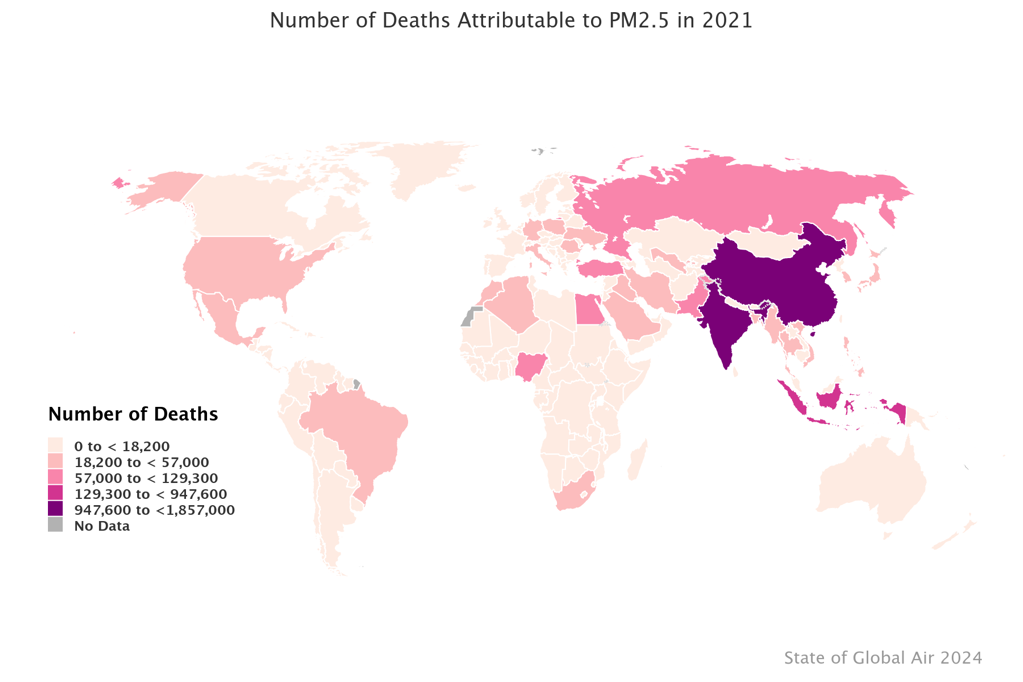 Number of Deaths Attributable to PM2.5 in 2021
Number of Deaths
0 to < 18,200
18,200 to < 57,000
57,000 to < 129,300
129,300 to < 947,600
947,600 to <1,857,000
No Data
State of Global Air 2024